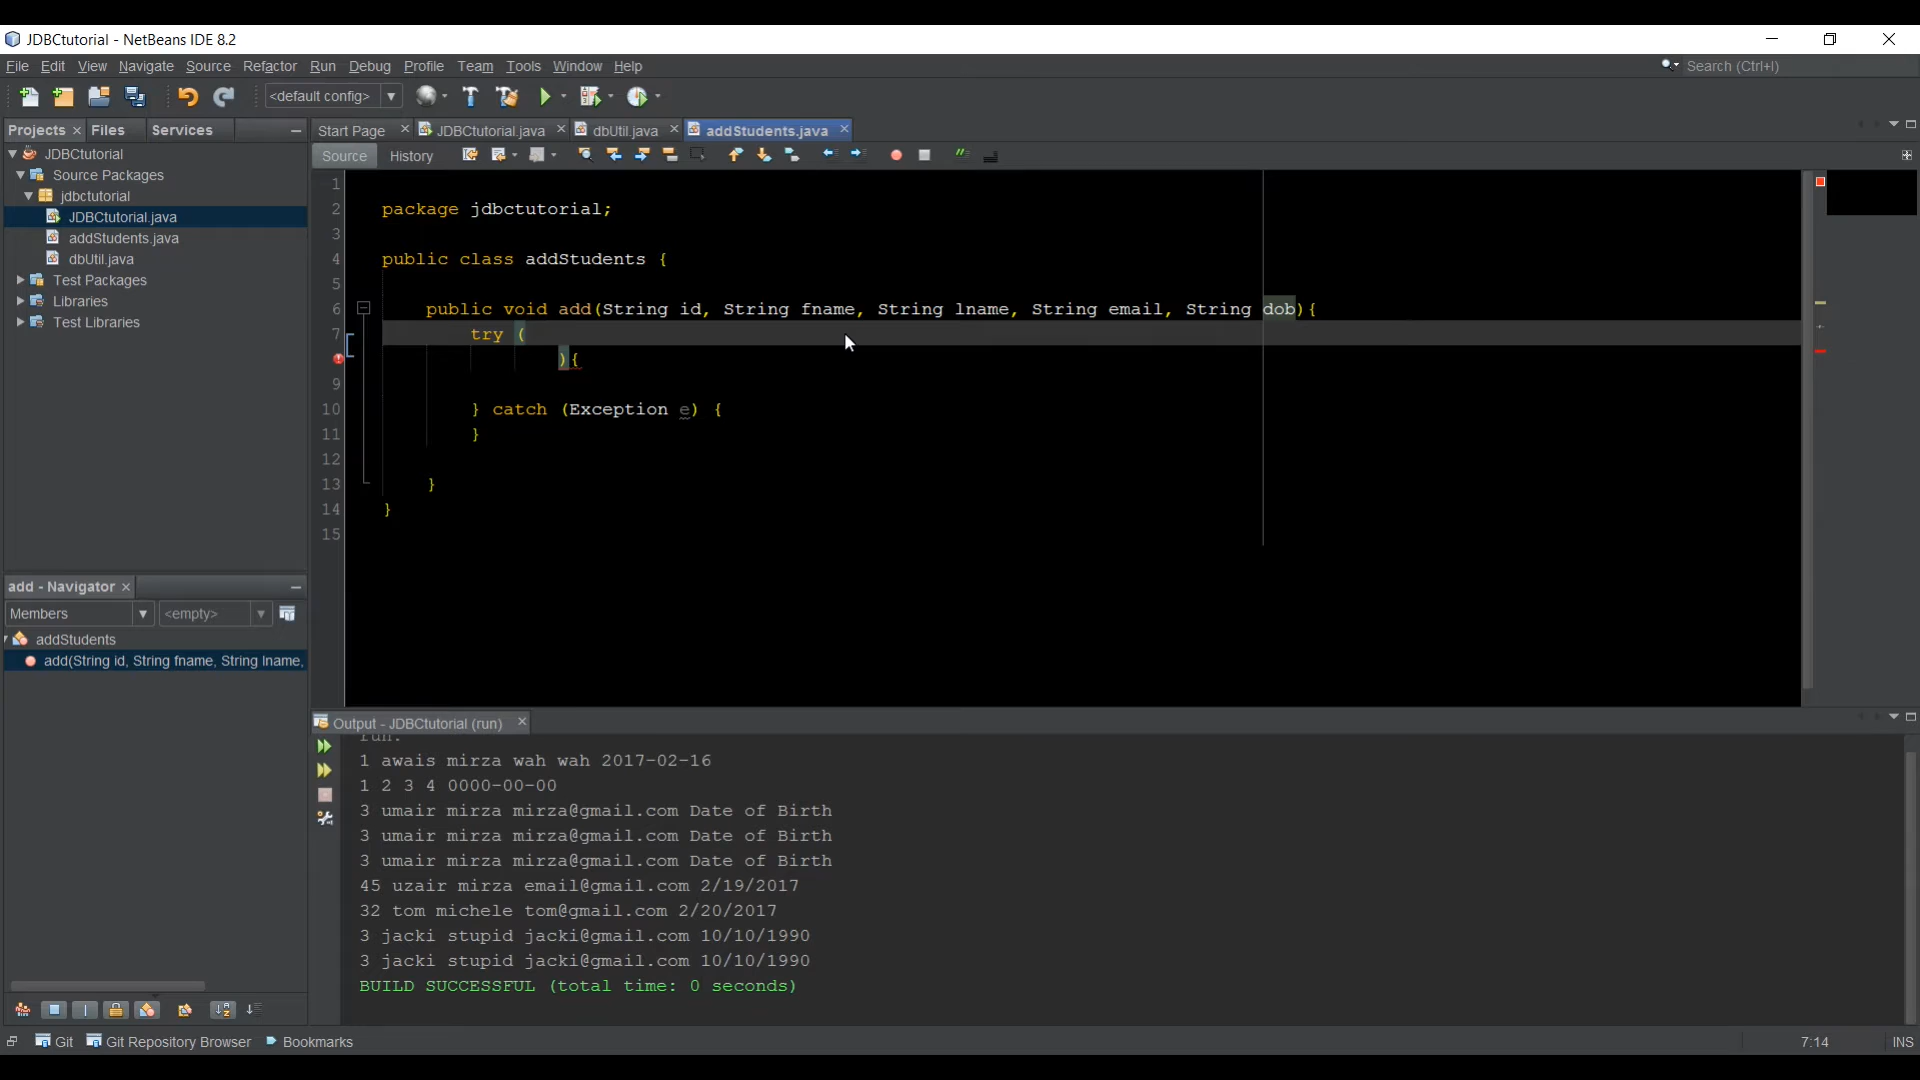 JDBCtutorial - NetBeans IDE 8.2
File Edit View Navigate Source Refactor Run Debug Profile Team Tools Window Help
Search (Ctrl+I)
<default config>
Projects Files Services
Start Page JDBCtutorial.java dbUtil.java addStudents.java
Source History
JDBCtutorial
Source Packages
jdbctutorial
JDBCtutorial.java
addStudents.java
dbUtil.java
Test Packages
Libraries
Test Libraries
1
2 package jdbctutorial;
3
4 public class addStudents {
5
6 public void add(String id, String fname, String lname, String email, String dob){
7 try (
){
9
10 } catch (Exception e) {
11 }
12
13 }
14 }
15
add - Navigator
Members <empty>
addStudents
add(String id, String fname, String lname,
Output - JDBCtutorial (run)
run:
1 awais mirza wah wah 2017-02-16
1 2 3 4 0000-00-00
3 umair mirza mirza@gmail.com Date of Birth
3 umair mirza mirza@gmail.com Date of Birth
3 umair mirza mirza@gmail.com Date of Birth
45 uzair mirza email@gmail.com 2/19/2017
32 tom michele tom@gmail.com 2/20/2017
3 jacki stupid jacki@gmail.com 10/10/1990
3 jacki stupid jacki@gmail.com 10/10/1990
BUILD SUCCESSFUL (total time: 0 seconds)
Git Git Repository Browser Bookmarks
7:14 INS